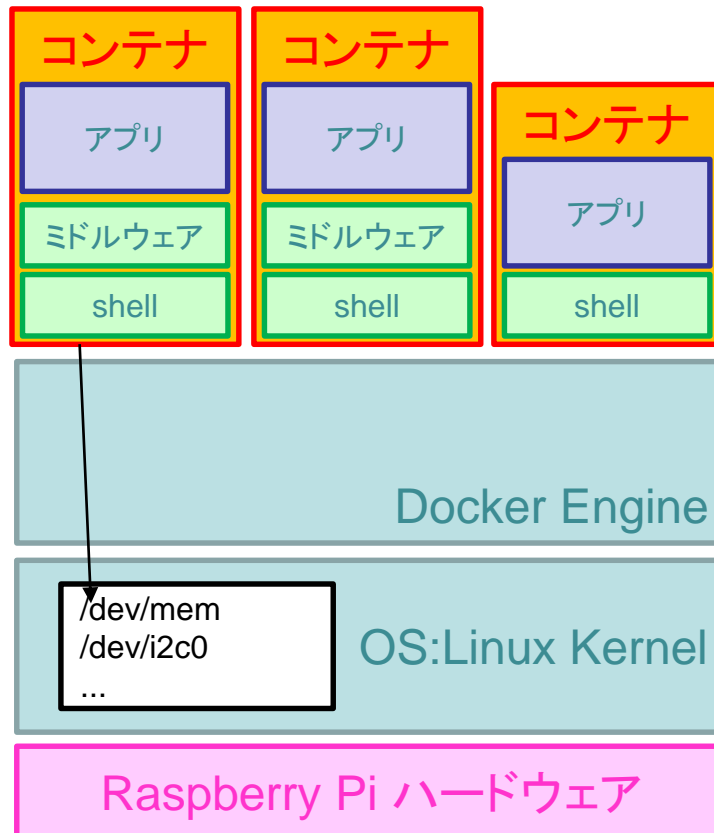 コンテナ
アプリ
ミドルウェア
shell
コンテナ
アプリ
ミドルウェア
shell
コンテナ
アプリ
shell
Docker Engine
/dev/mem
/dev/i2c0
...
OS:Linux Kernel
Raspberry Pi ハードウェア